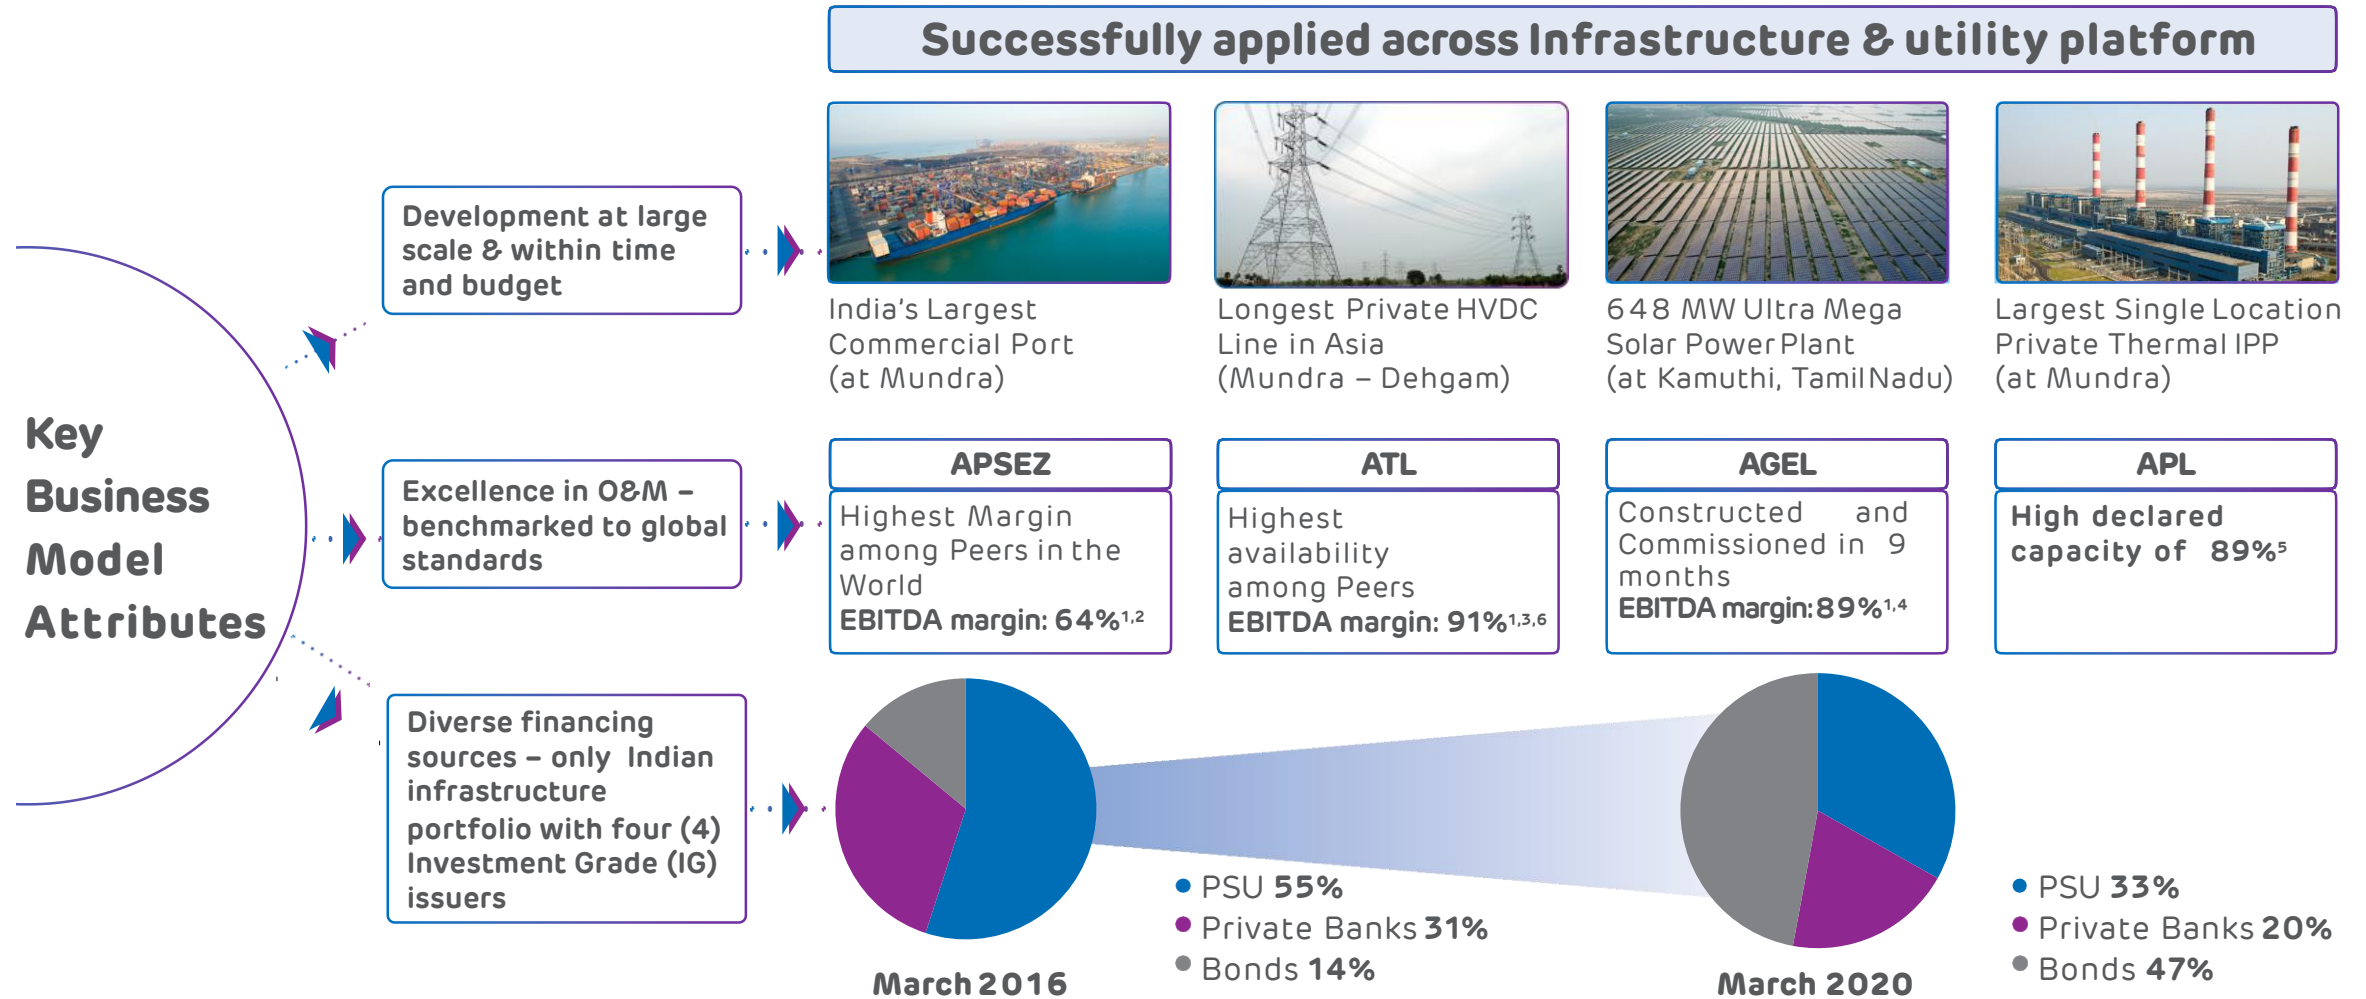 Successfully applied across Infrastructure & utility platform
Key
Business
Model
Attributes
Development at large
scale & within time
and budget
India's Largest
Commercial Port
(at Mundra)
Longest Private HVDC
Line in Asia
(Mundra – Dehgam)
648 MW Ultra Mega
Solar Power Plant
(at Kamuthi, Tamil Nadu)
Largest Single Location
Private Thermal IPP
(at Mundra)
Excellence in O&M –
benchmarked to global
standards
APSEZ
Highest Margin
among Peers in the
World
EBITDA margin: 64%1,2
ATL
Highest
availability
among Peers
EBITDA margin: 91%1,3,6
AGEL
Constructed and
Commissioned in 9
months
EBITDA margin: 89%1,4
APL
High declared
capacity of 89%5
Diverse financing
sources – only Indian
infrastructure
portfolio with four (4)
Investment Grade (IG)
issuers
PSU 55%
Private Banks 31%
Bonds 14%
March 2016
PSU 33%
Private Banks 20%
Bonds 47%
March 2020